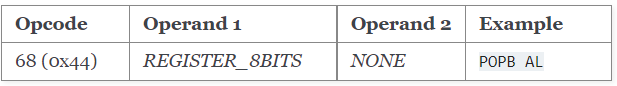 Opcode Operand 1 Operand 2 Example
68 (0x44) REGISTER_8BITS NONE POPB AL